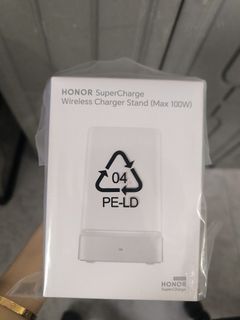 HONOR SuperCharge
Wireless Charger Stand (Max 100W)
04
PE-LD
HONOR
SuperCharge